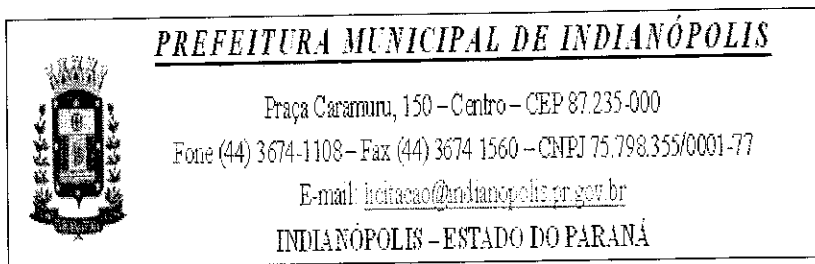 PREFEITURA MUNICIPAL DE INDIANÓPOLIS
Praça Caramuru, 150 – Centro – CEP 87.235-000
Fone (44) 3674-1108 – Fax (44) 3674 1560 – CNPJ 75.798.355/0001-77
E-mail: licitacao@indianopolis.pr.gov.br
INDIANÓPOLIS – ESTADO DO PARANÁ